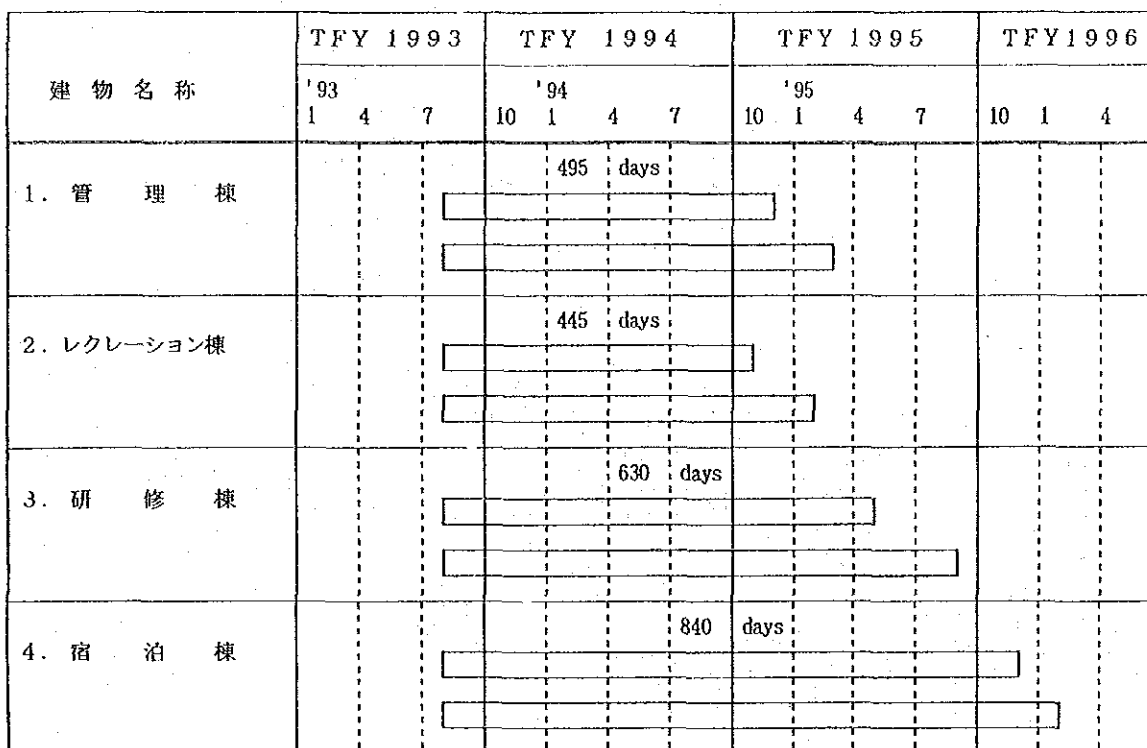 TFY 1993 TFY 1994 TFY 1995 TFY1996
建物名称
'93 '94 '95
1 4 7 10 1 4 7 10 1 4 7 10 1 4
495 days
1. 管理棟
445 days
2. レクレーション棟
630 days
3. 研修棟
840 days
4. 宿泊棟